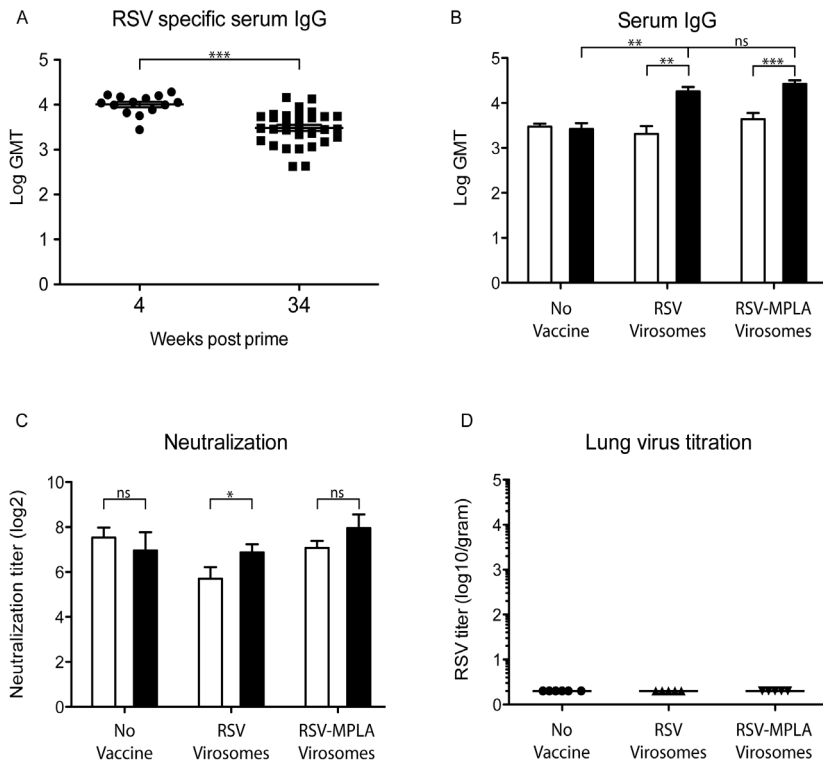 A
RSV specific serum IgG
***
5
4
3
2
1
0
Log GMT
4
34
Weeks post prime
B
Serum IgG
**
ns
**
***
5
4
3
2
1
0
Log GMT
No
Vaccine
RSV
Virosomes
RSV-MPLA
Virosomes
C
Neutralization
ns
*
ns
10
8
6
4
2
0
Neutralization titer (log2)
No
Vaccine
RSV
Virosomes
RSV-MPLA
Virosomes
D
Lung virus titration
5
4
3
2
1
0
RSV titer (log10/gram)
No
Vaccine
RSV
Virosomes
RSV-MPLA
Virosomes